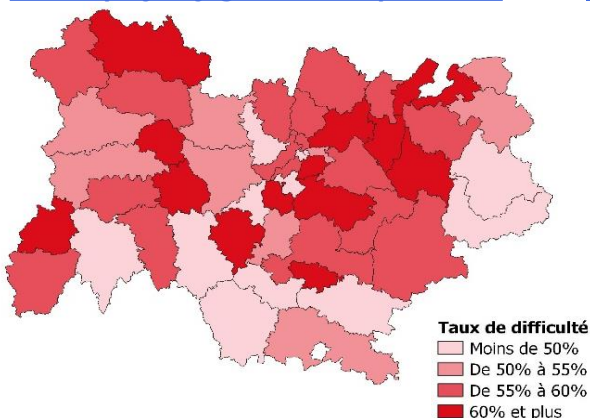 Taux de difficulté
Moins de 50%
De 50% à 55%
De 55% à 60%
60% et plus